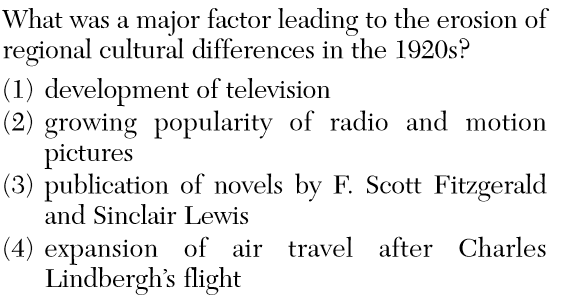 What was a major factor leading to the erosion of
regional cultural differences in the 1920s?
(1) development of television
(2) growing popularity of radio and motion
pictures
(3) publication of novels by F. Scott Fitzgerald
and Sinclair Lewis
(4) expansion of air travel after Charles
Lindbergh's flight